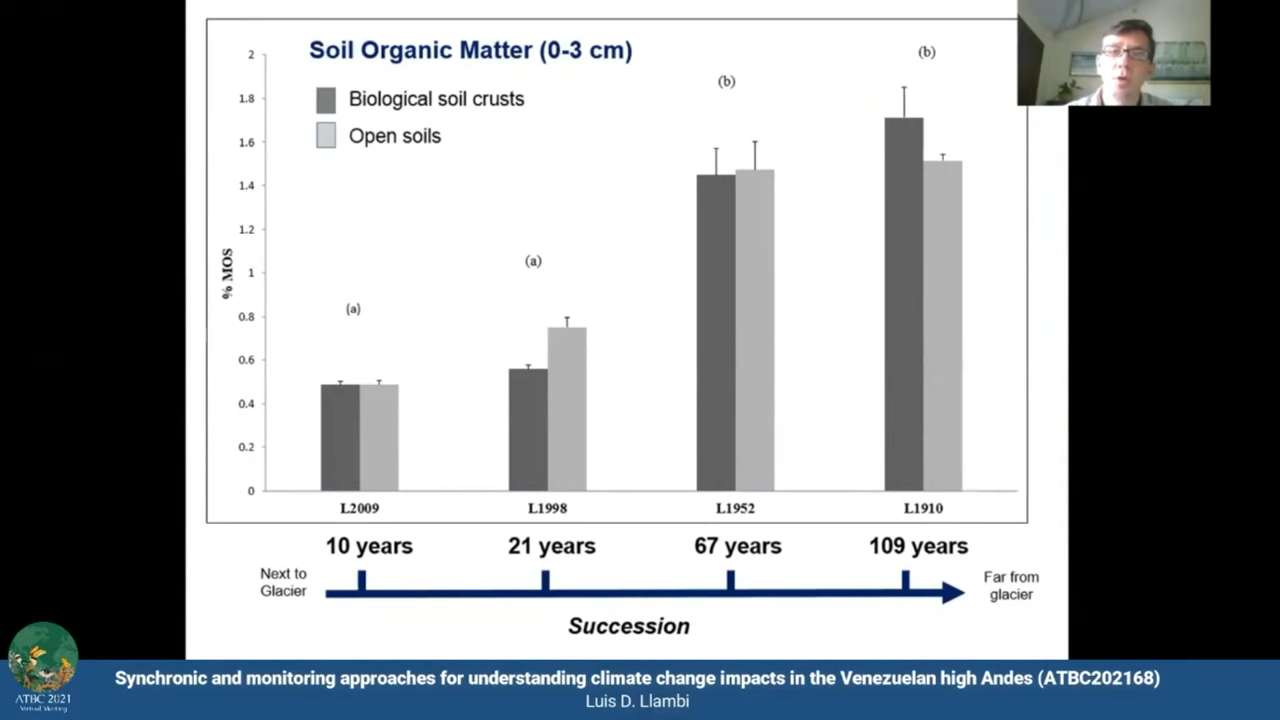 Soil Organic Matter (0-3 cm)
Biological soil crusts
Open soils
% MOS
2
1.8
1.6
1.4
1.2
1
0.8
0.6
0.4
0.2
0
(a)
(a)
(b)
(b)
L2009
L1998
L1952
L1910
10 years
21 years
67 years
109 years
Next to
Glacier
Far from
glacier
Succession
ATBC 2021
Virtual Meeting
Synchronic and monitoring approaches for understanding climate change impacts in the Venezuelan high Andes (ATBC202168)
Luis D. Llambi